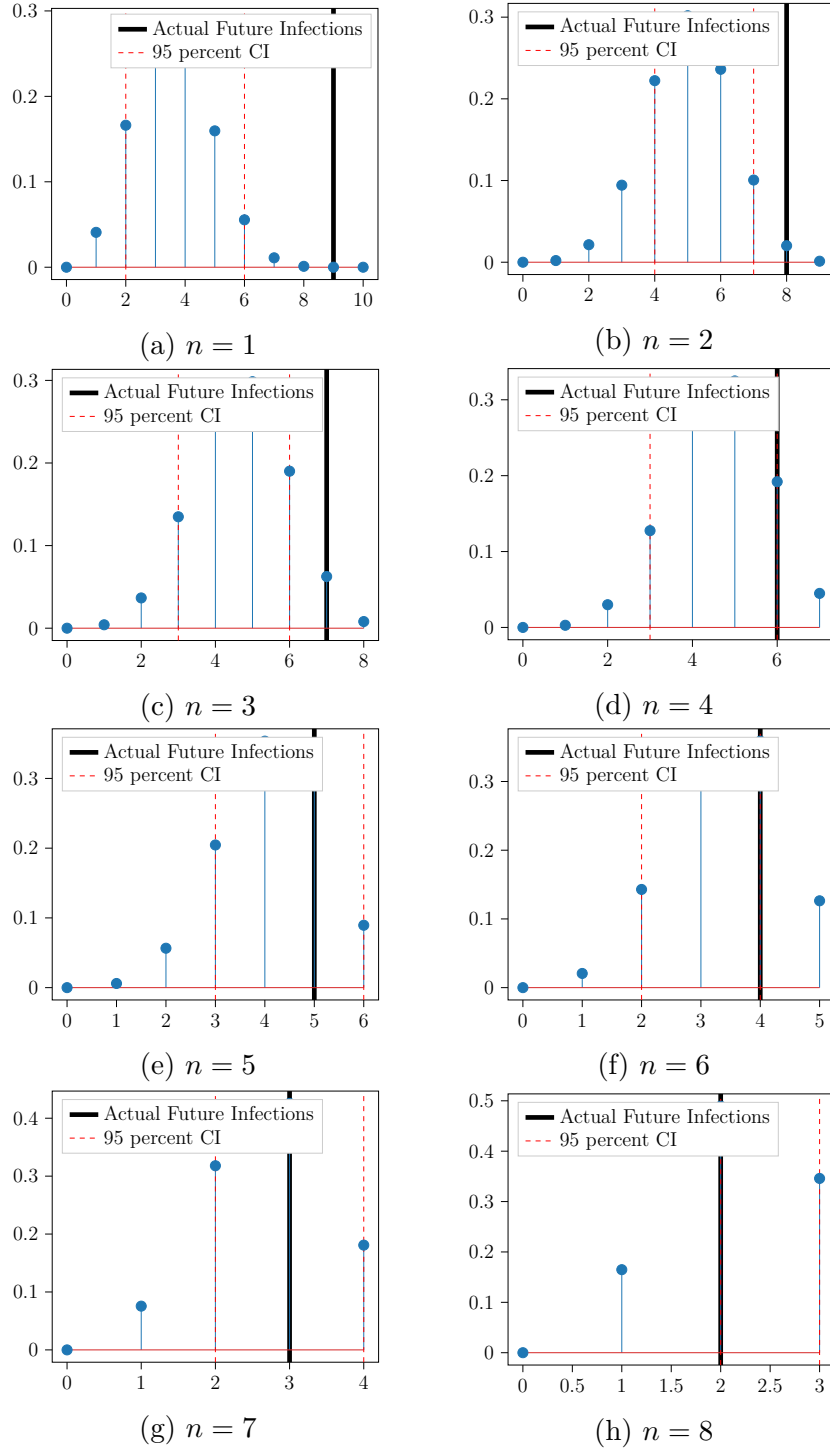 0.3
0.2
0.1
0
Actual Future Infections
95 percent CI
0 2 4 6 8 10
(a) n = 1
0.3
0.2
0.1
0
Actual Future Infections
95 percent CI
0 2 4 6 8
(b) n = 2
0.3
0.2
0.1
0
Actual Future Infections
95 percent CI
0 2 4 6 8
(c) n = 3
0.3
0.2
0.1
0
Actual Future Infections
95 percent CI
0 2 4 6
(d) n = 4
0.3
0.2
0.1
0
Actual Future Infections
95 percent CI
0 1 2 3 4 5 6
(e) n = 5
0.3
0.2
0.1
0
Actual Future Infections
95 percent CI
0 1 2 3 4 5
(f) n = 6
0.4
0.3
0.2
0.1
0
Actual Future Infections
95 percent CI
0 1 2 3 4
(g) n = 7
0.5
0.4
0.3
0.2
0.1
0
Actual Future Infections
95 percent CI
0 0.5 1 1.5 2 2.5 3
(h) n = 8